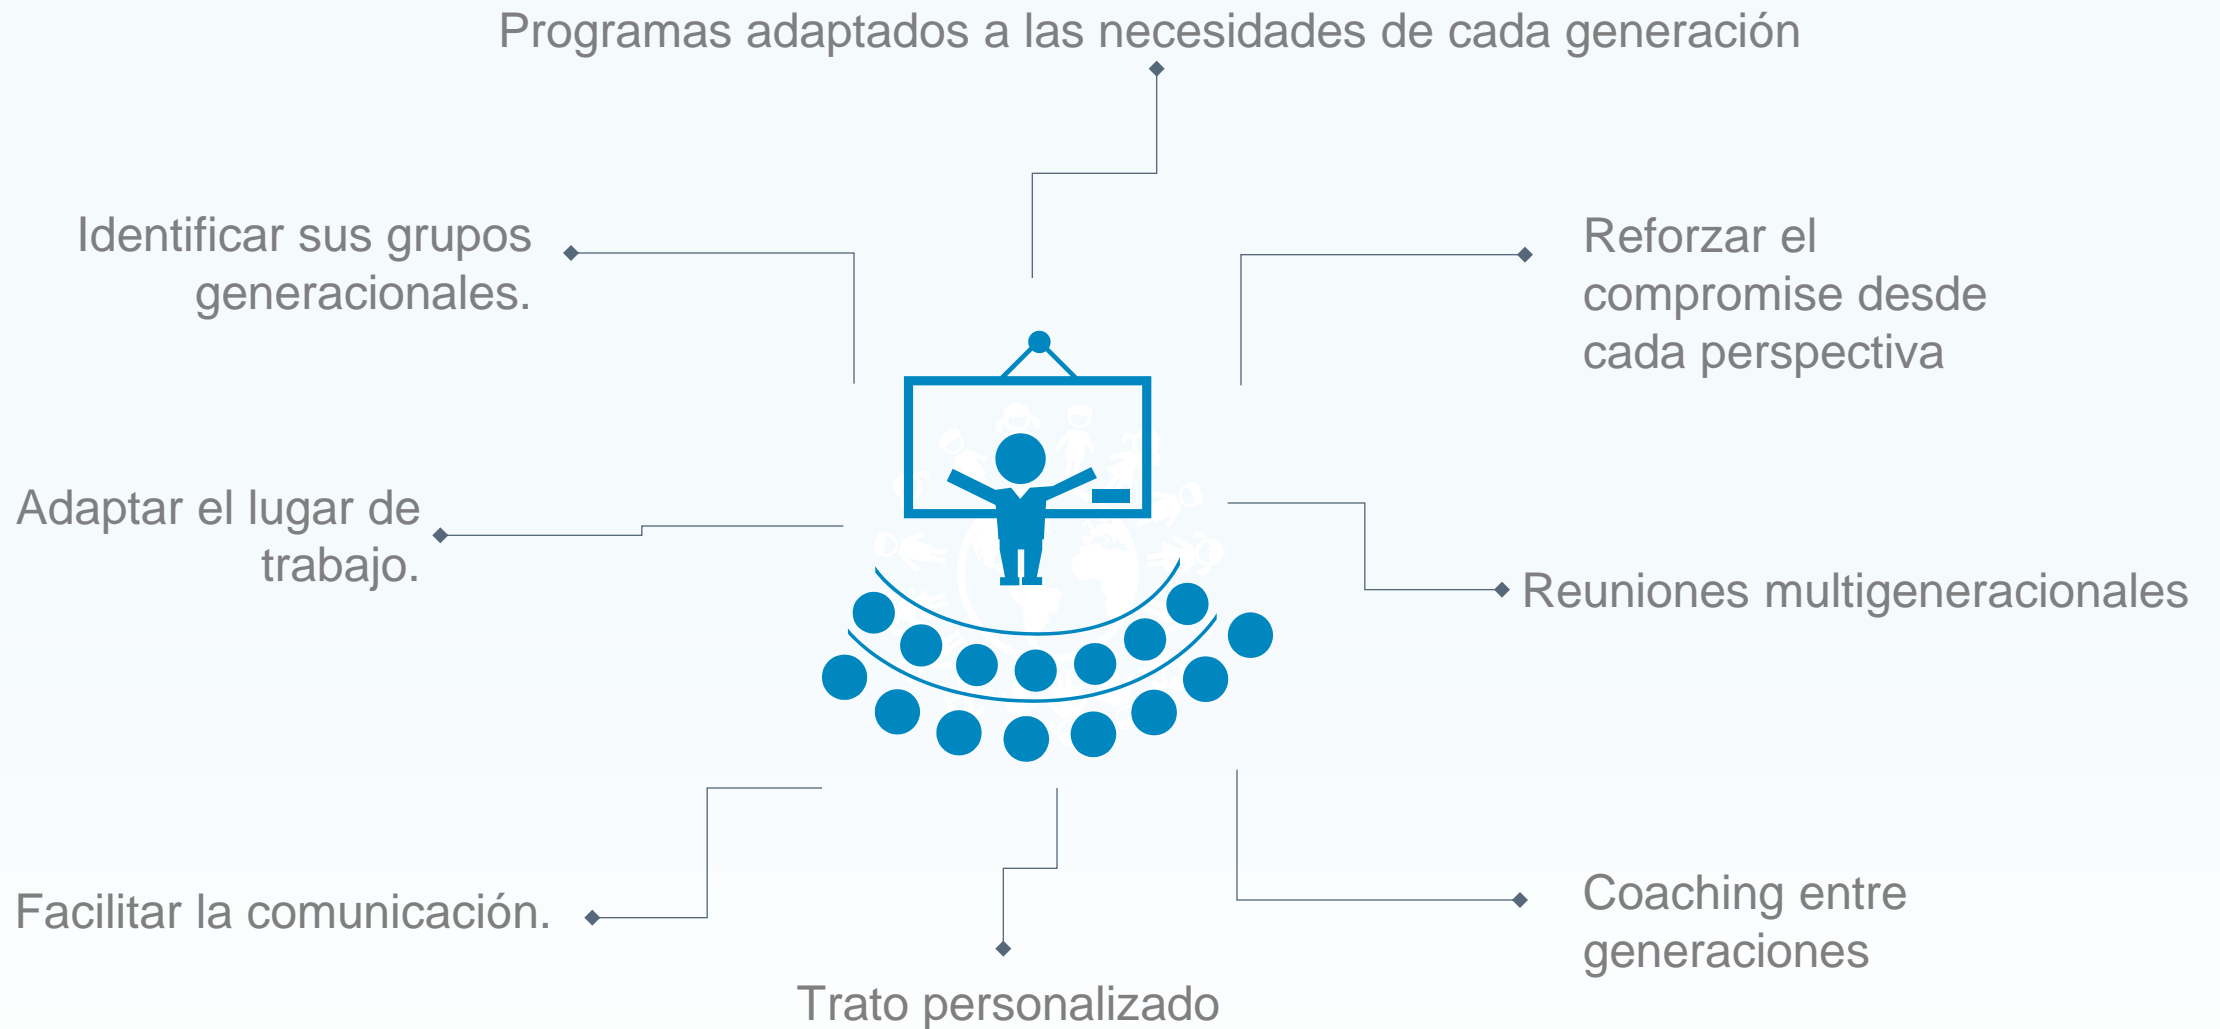 Programas adaptados a las necesidades de cada generación
Identificar sus grupos
generacionales.
Reforzar el
compromise desde
cada perspectiva
Adaptar el lugar de
trabajo.
Reuniones multigeneracionales
Facilitar la comunicación.
Coaching entre
generaciones
Trato personalizado